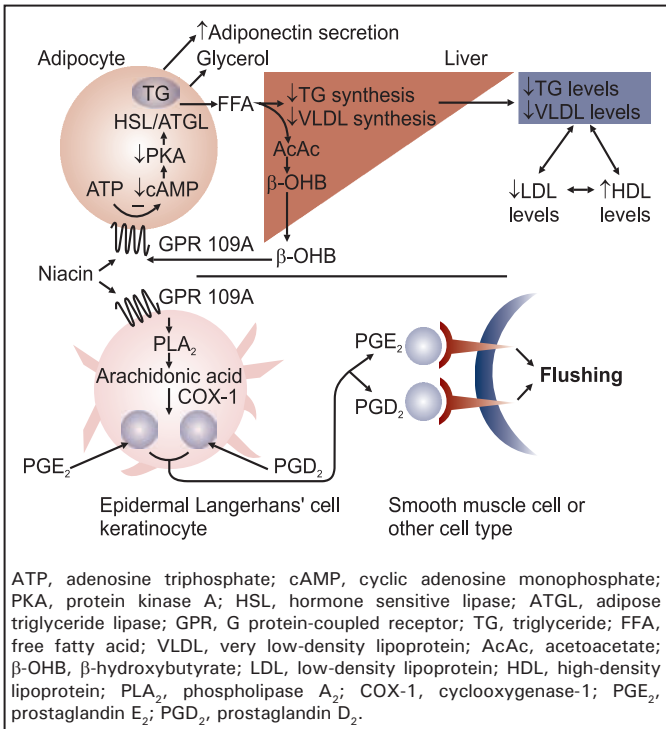 ↑Adiponectin secretion
Adipocyte
Glycerol
Liver
TG
FFA
↓TG synthesis
↓VLDL synthesis
↓TG levels
↓VLDL levels
HSL/ATGL
AcAc
↓PKA
β-OHB
ATP
↓cAMP
–
↓LDL
levels
↑HDL
levels
GPR 109A
β-OHB
Niacin
GPR 109A
PLA₂
Arachidonic acid
COX-1
PGE₂
PGD₂
Flushing
PGE₂
PGD₂
Epidermal Langerhans' cell
keratinocyte
Smooth muscle cell or
other cell type
ATP, adenosine triphosphate; cAMP, cyclic adenosine monophosphate;
PKA, protein kinase A; HSL, hormone sensitive lipase; ATGL, adipose
triglyceride lipase; GPR, G protein-coupled receptor; TG, triglyceride; FFA,
free fatty acid; VLDL, very low-density lipoprotein; AcAc, acetoacetate;
β-OHB, β-hydroxybutyrate; LDL, low-density lipoprotein; HDL, high-density
lipoprotein; PLA₂, phospholipase A₂; COX-1, cyclooxygenase-1; PGE₂,
prostaglandin E₂; PGD₂, prostaglandin D₂.